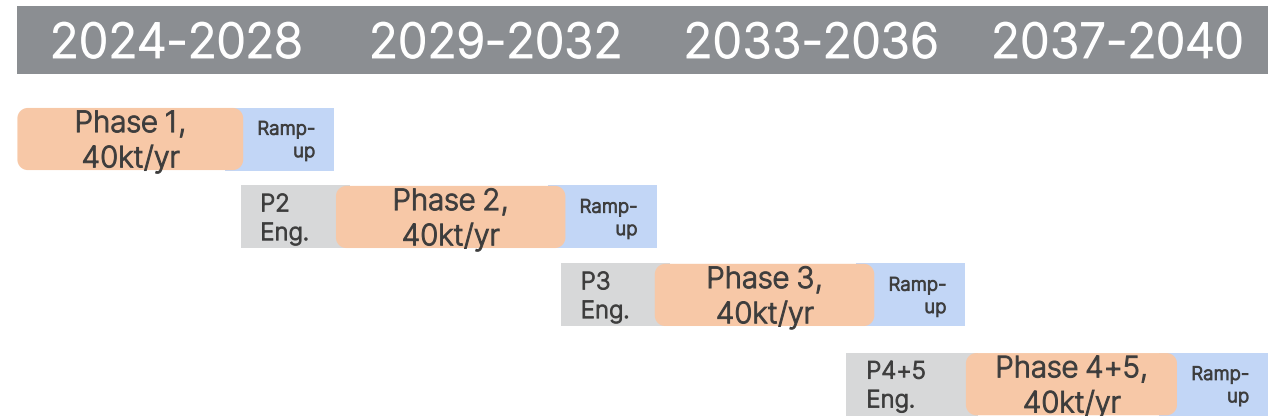 2024-2028 2029-2032 2033-2036 2037-2040
Phase 1,
40kt/yr
Ramp-
up
P2
Eng.
Phase 2,
40kt/yr
Ramp-
up
P3
Eng.
Phase 3,
40kt/yr
Ramp-
up
P4+5
Eng.
Phase 4+5,
40kt/yr
Ramp-
up